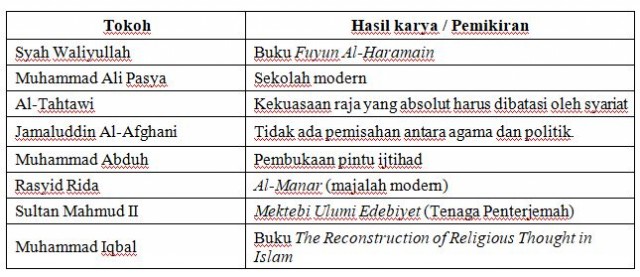 Tokoh Hasil karya / Pemikiran
Syah Waliyullah Buku Fuyun Al-Haramain
Muhammad Ali Pasya Sekolah modern
Al-Tahtawi Kekuasaan raja yang absolut harus dibatasi oleh syariat
Jamaluddin Al-Afghani Tidak ada pemisahan antara agama dan politik
Muhammad Abduh Pembukaan pintu ijtihad
Rasyid Rida Al-Manar (majalah modern)
Sultan Mahmud II Mektebi Ulumi Edebiyet (Tenaga Penterjemah)
Muhammad Iqbal Buku The Reconstruction of Religious Thought in
Islam